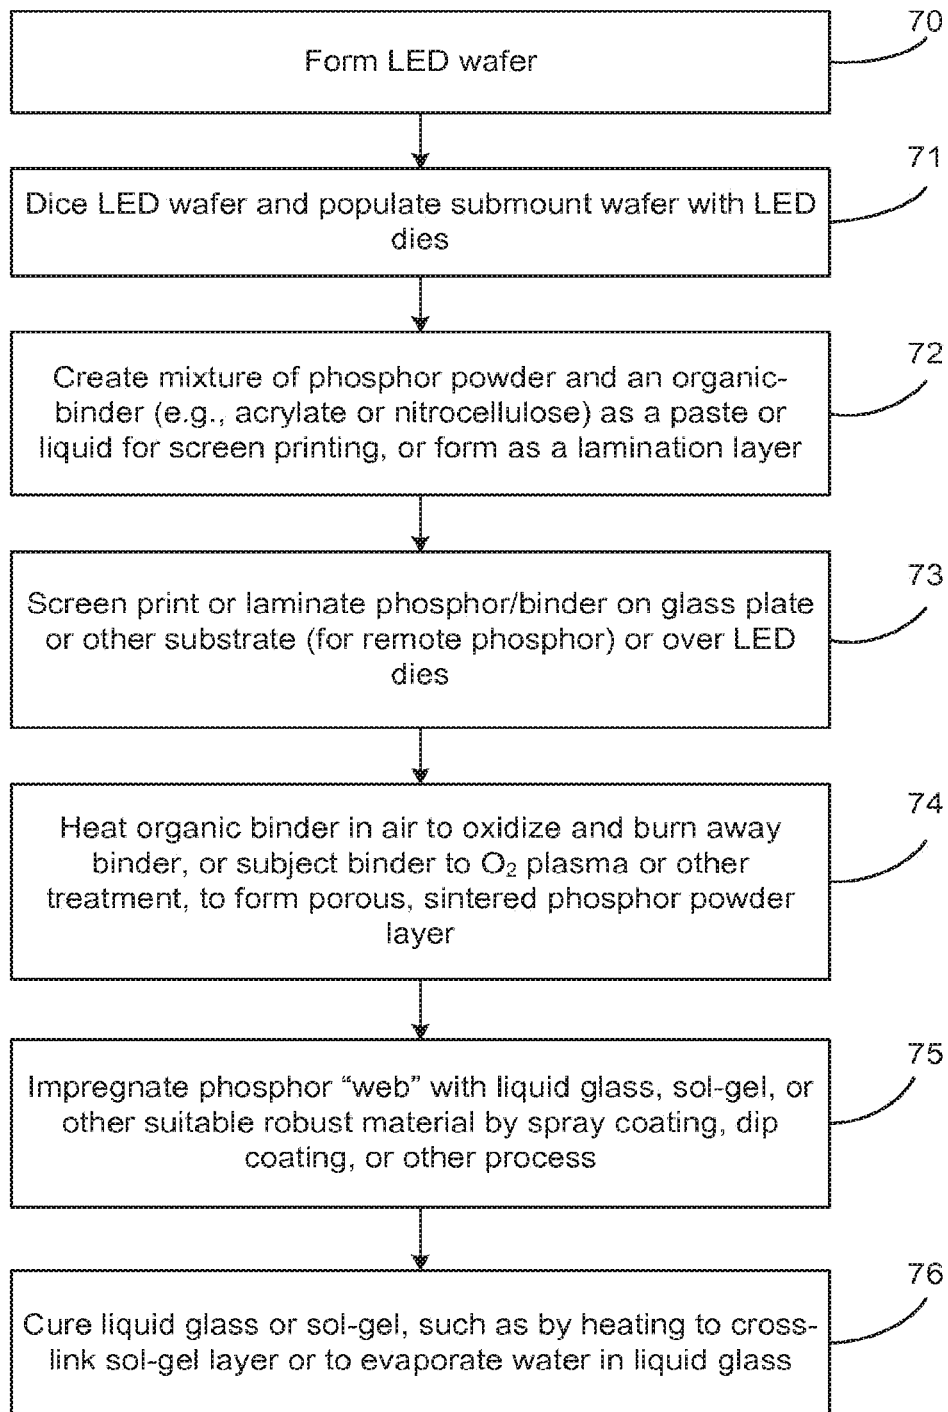 70
Form LED wafer
71
Dice LED wafer and populate submount wafer with LED
dies
72
Create mixture of phosphor powder and an organic-
binder (e.g., acrylate or nitrocellulose) as a paste or
liquid for screen printing, or form as a lamination layer
73
Screen print or laminate phosphor/binder on glass plate
or other substrate (for remote phosphor) or over LED
dies
74
Heat organic binder in air to oxidize and burn away
binder, or subject binder to O₂ plasma or other
treatment, to form porous, sintered phosphor powder
layer
75
Impregnate phosphor “web” with liquid glass, sol-gel, or
other suitable robust material by spray coating, dip
coating, or other process
76
Cure liquid glass or sol-gel, such as by heating to cross-
link sol-gel layer or to evaporate water in liquid glass